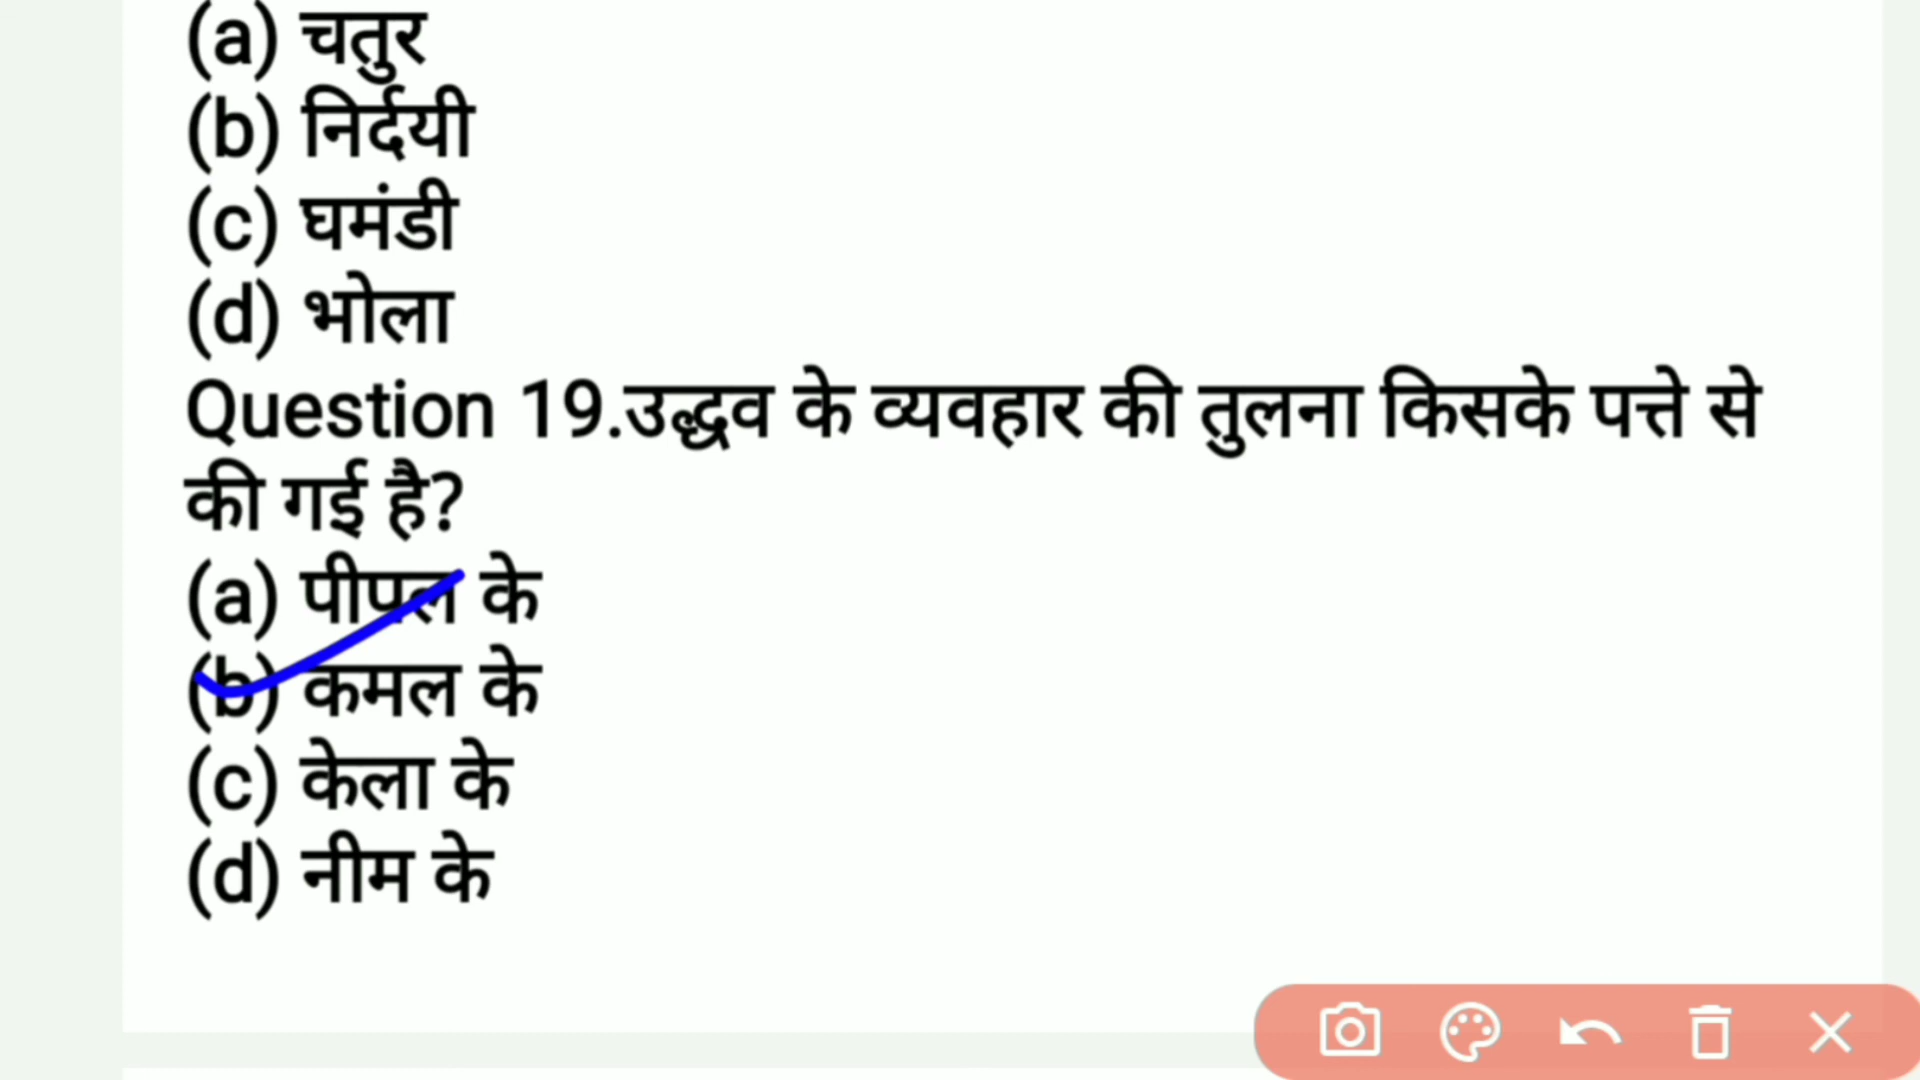 (a) चतुर
(b) निर्दयी
(c) घमंडी
(d) भोला
Question 19.उद्धव के व्यवहार की तुलना किसके पत्ते से
की गई है?
(a) पीपल के
(b) कमल के
(c) केला के
(d) नीम के